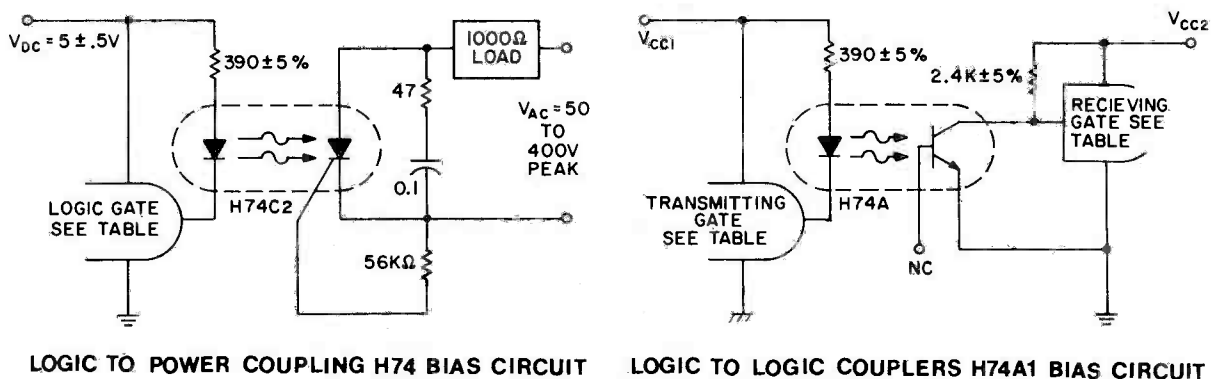 V_DC = 5 ± .5V
390 ± 5%
1000Ω
LOAD
47
V_AC = 50
TO
400V
PEAK
0.1
LOGIC GATE
SEE TABLE
H74C2
56KΩ
LOGIC TO POWER COUPLING H74 BIAS CIRCUIT
V_CC1
390 ± 5%
V_CC2
2.4K ± 5%
RECIEVING
GATE SEE
TABLE
TRANSMITTING
GATE
SEE TABLE
H74A
NC
LOGIC TO LOGIC COUPLERS H74A1 BIAS CIRCUIT